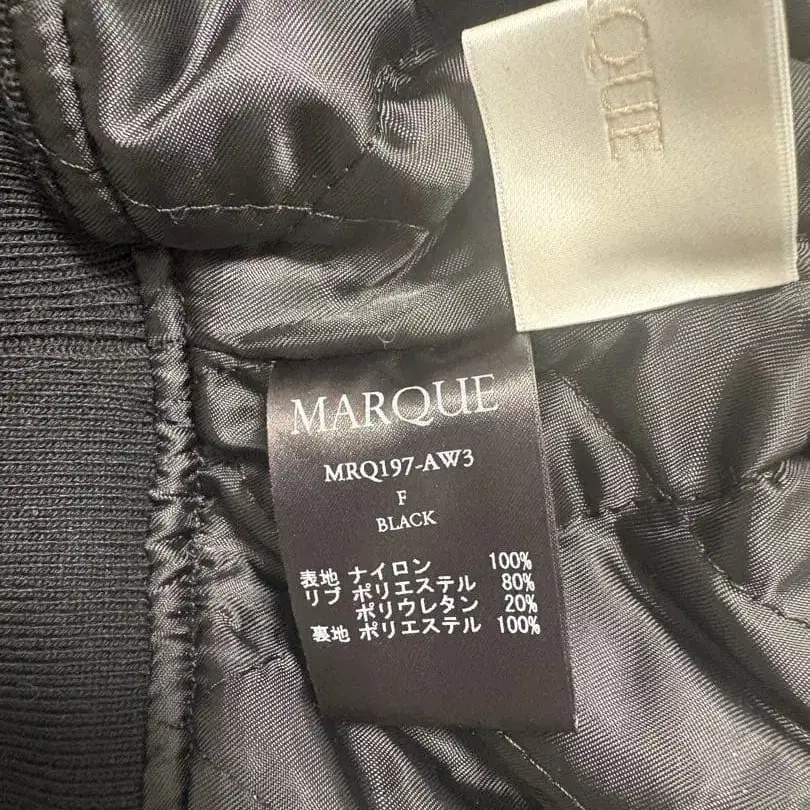 RQUE
MARQUE
MRQ197-AW3
F
BLACK
表地 ナイロン 100%
リブ ポリエステル 80%
ポリウレタン 20%
裏地 ポリエステル 100%